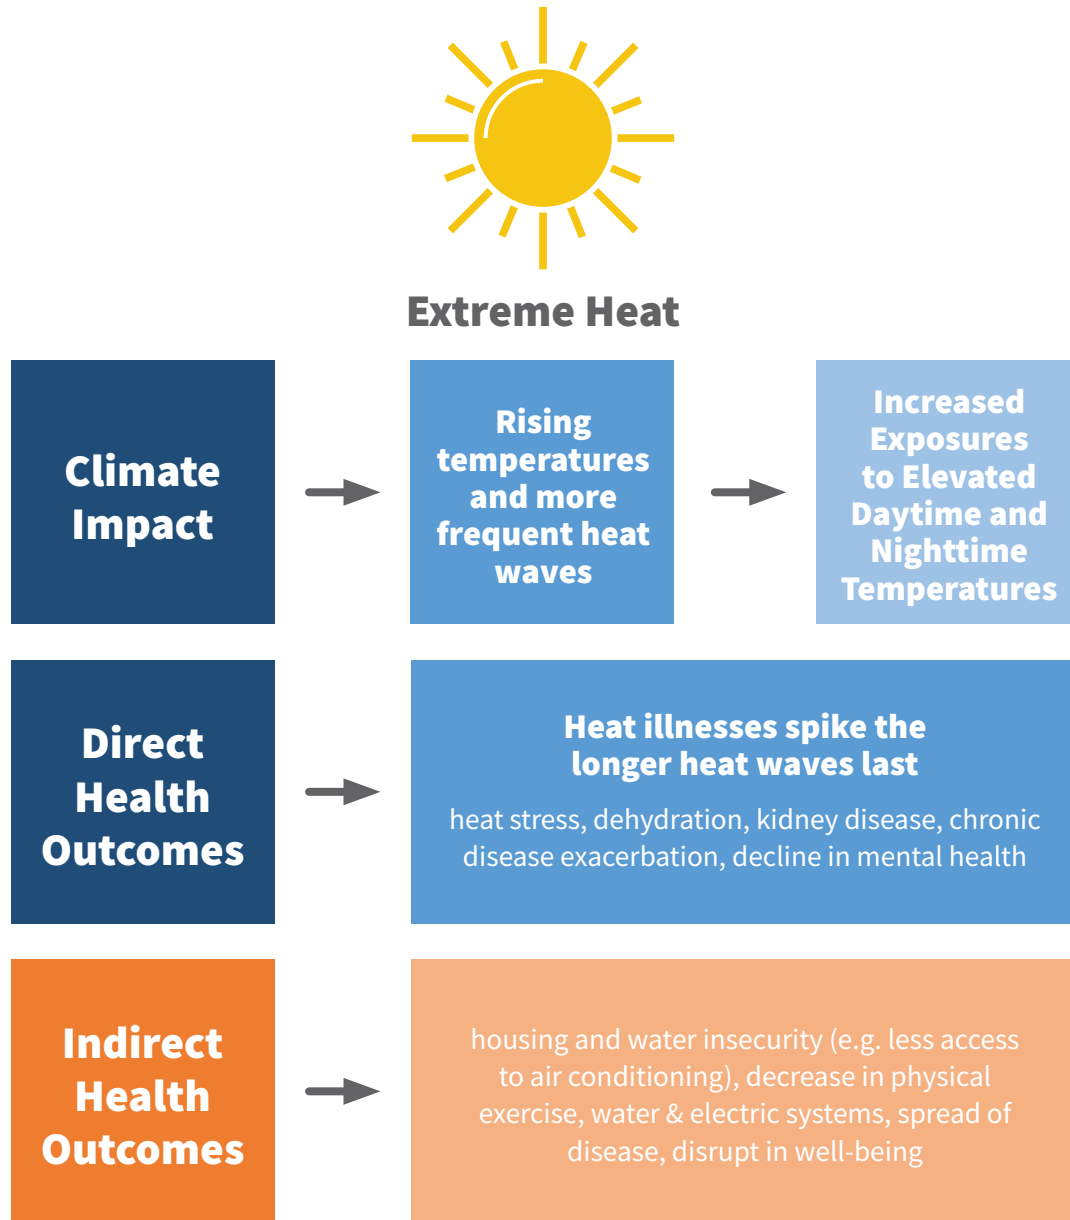 Extreme Heat
Climate
Impact
Rising
temperatures
and more
frequent heat
waves
Increased
Exposures
to Elevated
Daytime and
Nighttime
Temperatures
Direct
Health
Outcomes
Heat illnesses spike the
longer heat waves last
heat stress, dehydration, kidney disease, chronic
disease exacerbation, decline in mental health
Indirect
Health
Outcomes
housing and water insecurity (e.g. less access
to air conditioning), decrease in physical
exercise, water & electric systems, spread of
disease, disrupt in well-being